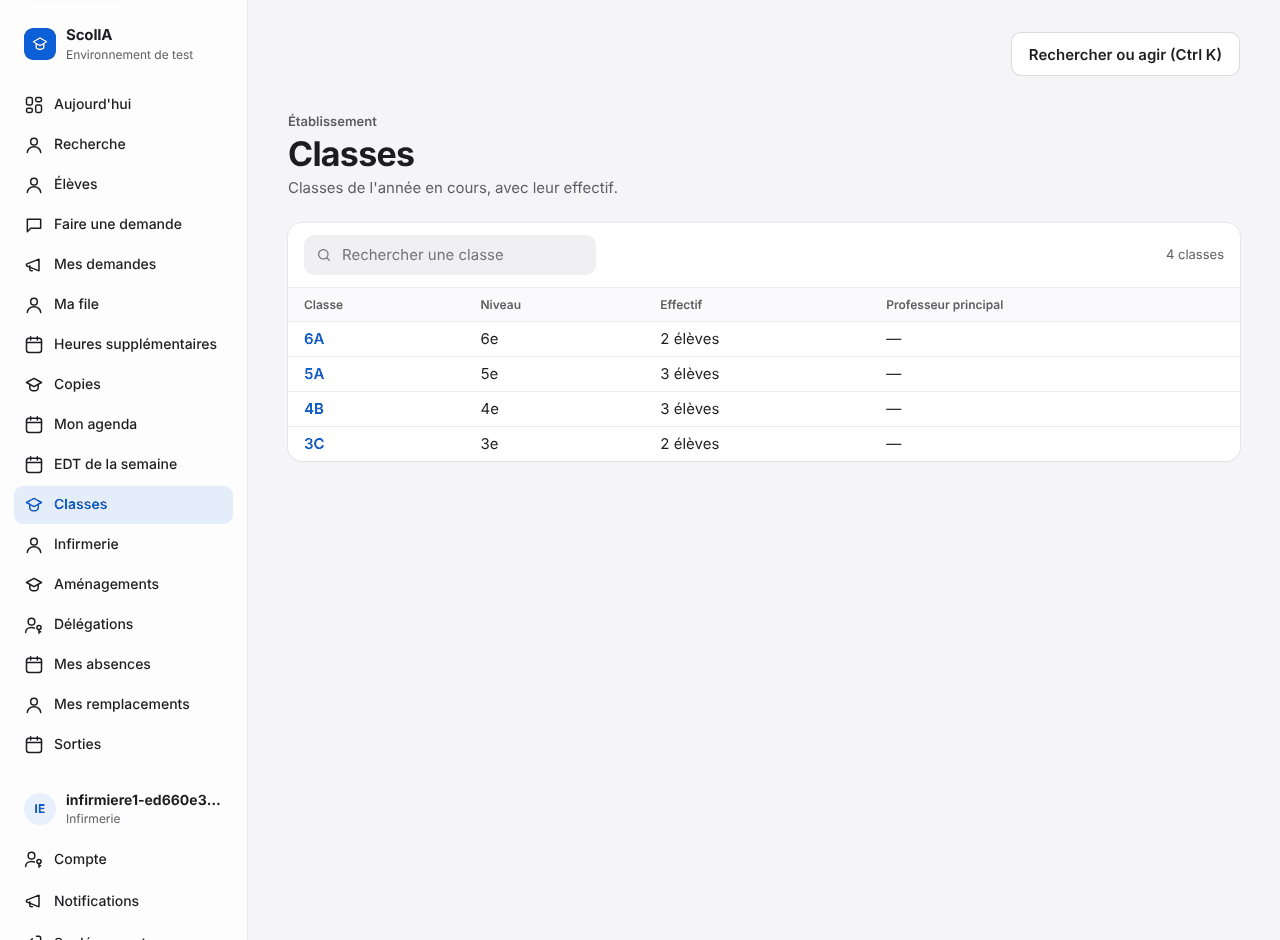 ScolIA
Environnement de test
Aujourd'hui
Recherche
Élèves
Faire une demande
Mes demandes
Ma file
Heures supplémentaires
Copies
Mon agenda
EDT de la semaine
Classes
Infirmerie
Aménagements
Délégations
Mes absences
Mes remplacements
Sorties
IE
infirmiere1-ed660e3...
Infirmerie
Compte
Notifications
Rechercher ou agir (Ctrl K)
Établissement
Classes
Classes de l'année en cours, avec leur effectif.
Rechercher une classe
4 classes
Classe Niveau Effectif Professeur principal
6A 6e 2 élèves —
5A 5e 3 élèves —
4B 4e 3 élèves —
3C 3e 2 élèves —